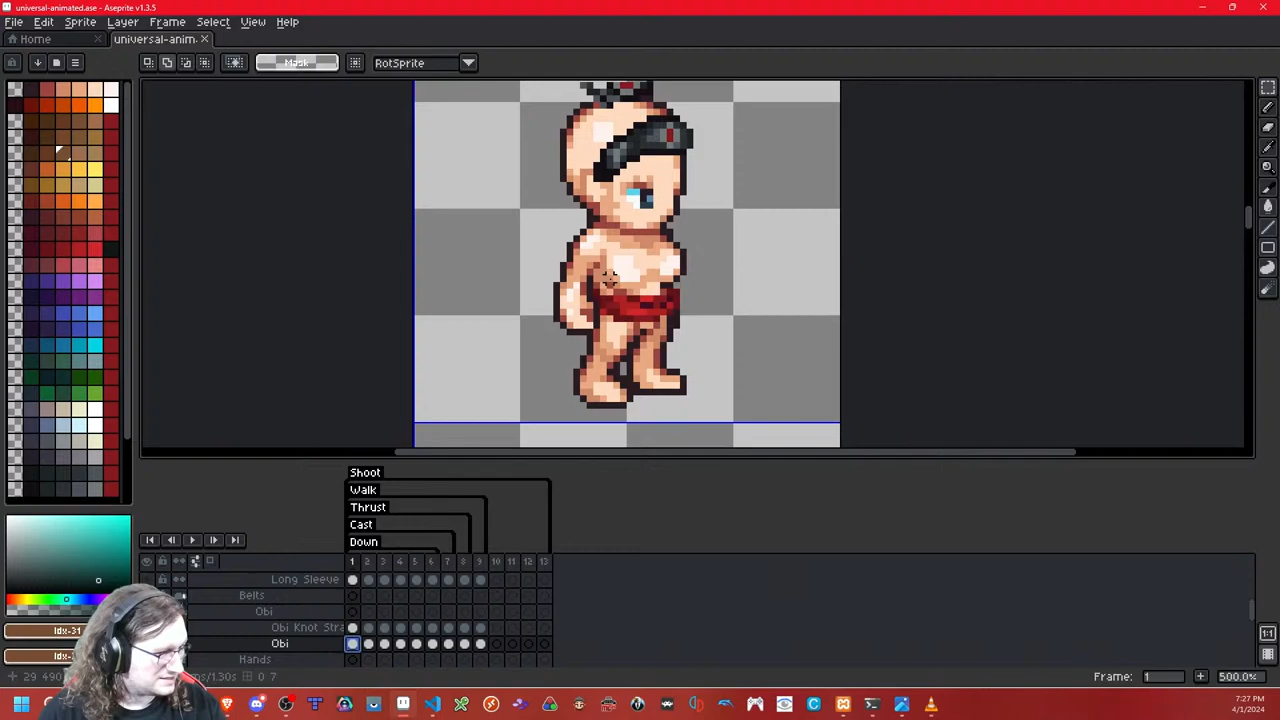 universal-animated.ase - Aseprite v1.3.5
File Edit Sprite Layer Frame Select View Help
Home universal-anim.
Mask RotSprite
Shoot
Walk
Thrust
Cast
Down
1 2 3 4 5 6 7 8 9 10 11 12 13
Long Sleeve
Belts
Obi
Obi Knot Stra
Obi
Hands
Idx-31
Frame: 1 500.0%
1:1
7:27 PM
4/1/2024